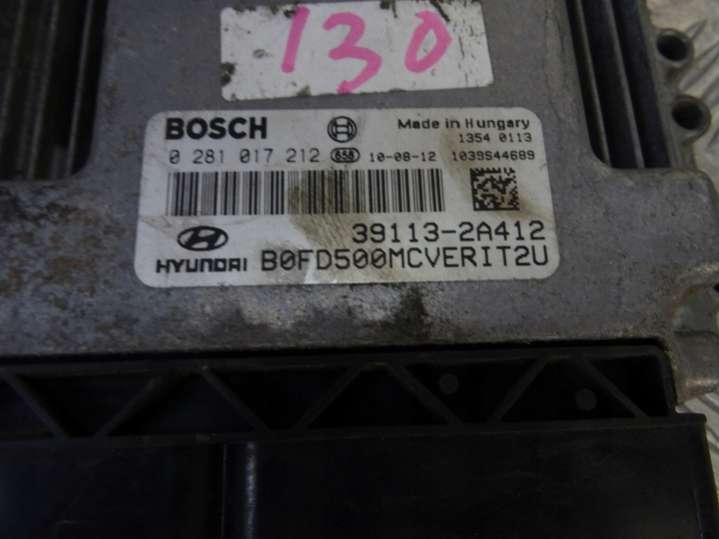 130
BOSCH Made in Hungary
1354 0113
0 281 017 212 658 10-08-12 1039S44689
39113-2A412
HYUNDAI B0FD500MCVERIT2U